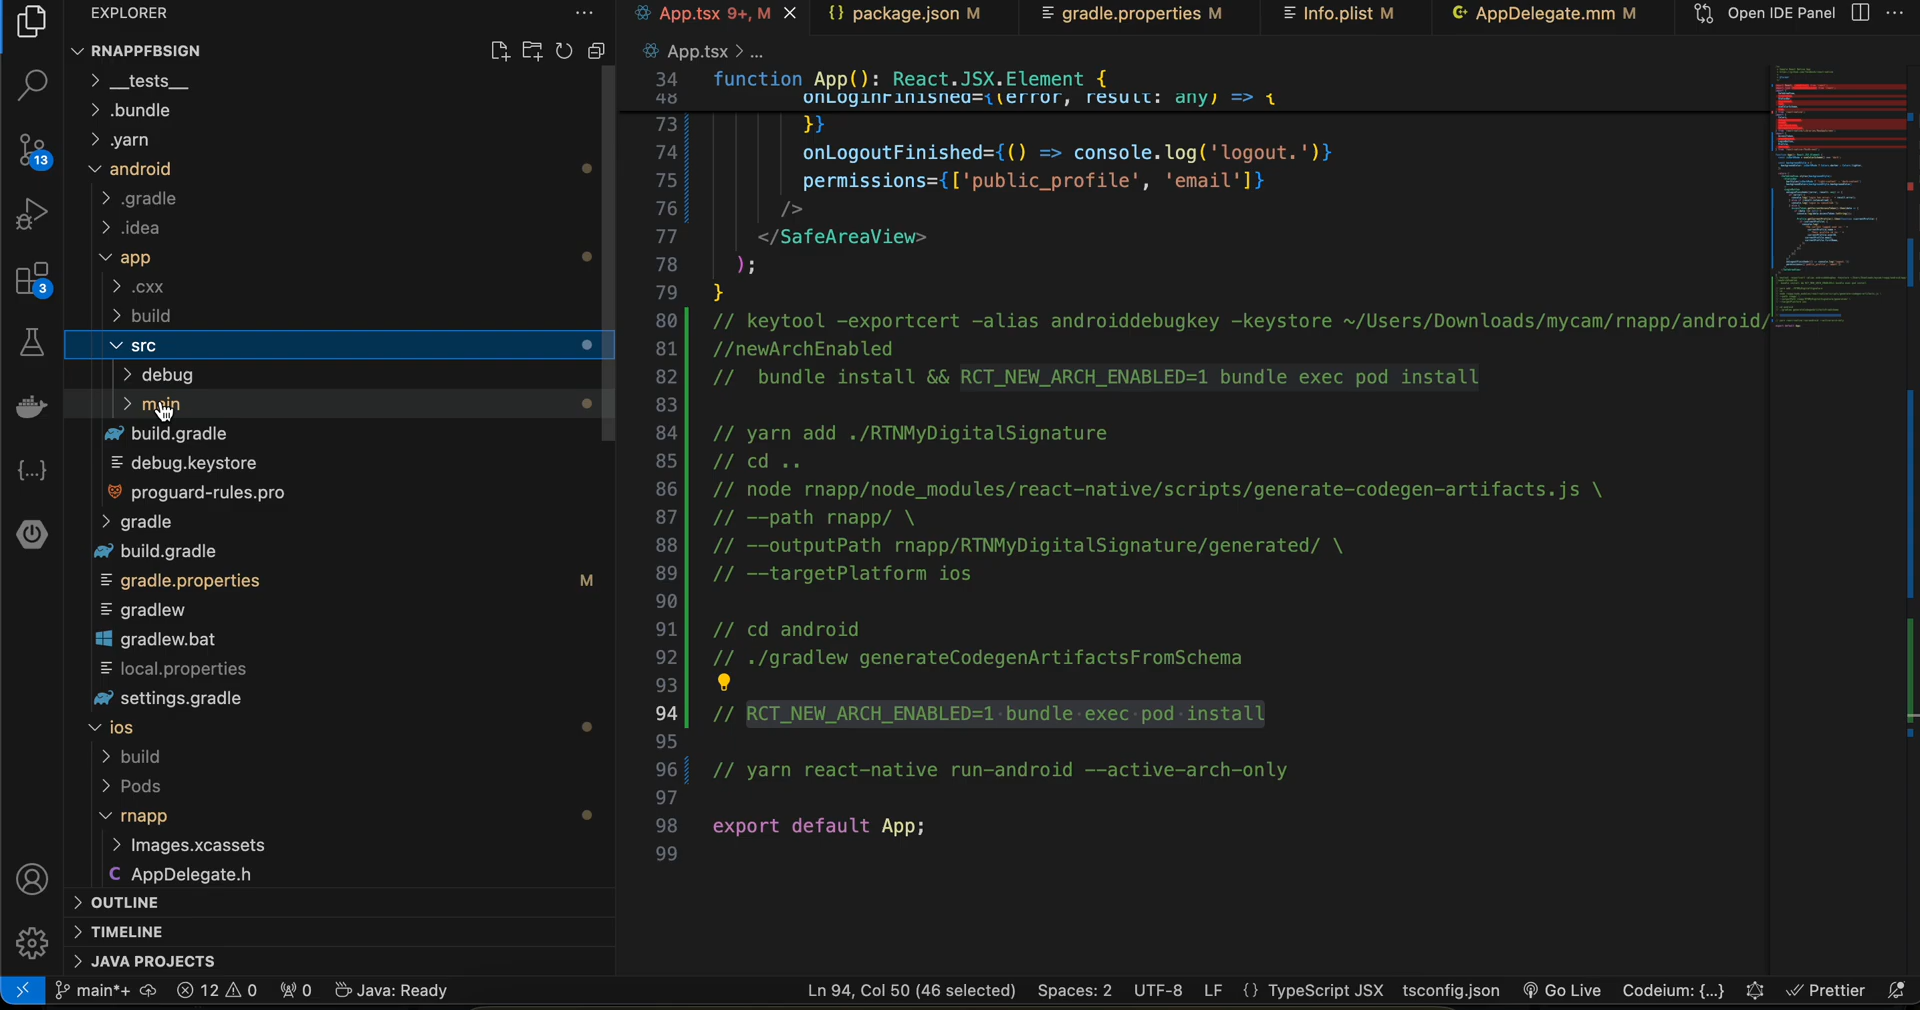 EXPLORER
RNAPPFBSIGN
__tests__
.bundle
.yarn
android
.gradle
.idea
app
.cxx
build
src
debug
main
build.gradle
debug.keystore
proguard-rules.pro
gradle
build.gradle
gradle.properties M
gradlew
gradlew.bat
local.properties
settings.gradle
ios
build
Pods
rnapp
Images.xcassets
AppDelegate.h
OUTLINE
TIMELINE
JAVA PROJECTS
13
3
App.tsx 9+, M
package.json M
gradle.properties M
Info.plist M
AppDelegate.mm M
Open IDE Panel
App.tsx > ...
34 function App(): React.JSX.Element {
48 onLoginFinished={(error, result: any) => {
73 }}
74 onLogoutFinished={() => console.log('logout.')}
75 permissions={['public_profile', 'email']}
76 />
77 </SafeAreaView>
78 );
79 }
80 // keytool -exportcert -alias androiddebugkey -keystore ~/Users/Downloads/mycam/rnapp/android/
81 //newArchEnabled
82 // bundle install && RCT_NEW_ARCH_ENABLED=1 bundle exec pod install
83
84 // yarn add ./RTNMyDigitalSignature
85 // cd ..
86 // node rnapp/node_modules/react-native/scripts/generate-codegen-artifacts.js \
87 // --path rnapp/ \
88 // --outputPath rnapp/RTNMyDigitalSignature/generated/ \
89 // --targetPlatform ios
90
91 // cd android
92 // ./gradlew generateCodegenArtifactsFromSchema
93
94 // RCT_NEW_ARCH_ENABLED=1 bundle exec pod install
95
96 // yarn react-native run-android --active-arch-only
97
98 export default App;
99
main*+ 12 0 0 Java: Ready Ln 94, Col 50 (46 selected) Spaces: 2 UTF-8 LF {} TypeScript JSX tsconfig.json Go Live Codeium: {...} Prettier